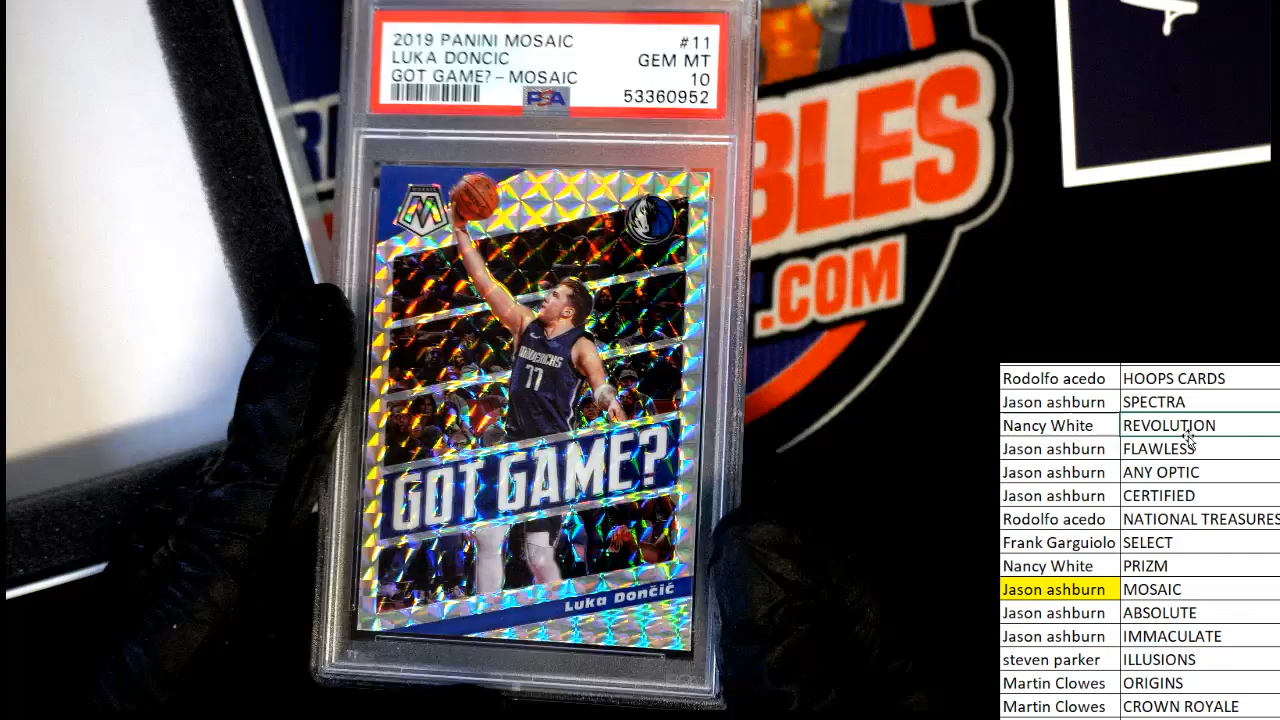 2019 PANINI MOSAIC #11
LUKA DONCIC GEM MT
GOT GAME? - MOSAIC 10
PSA 53360952
BLES
.COM
MOSAIC
M
MAVERICKS
77
GOT GAME?
Luka Dončić
Rodolfo acedo HOOPS CARDS
Jason ashburn SPECTRA
Nancy White REVOLUTION
Jason ashburn FLAWLESS
Jason ashburn ANY OPTIC
Jason ashburn CERTIFIED
Rodolfo acedo NATIONAL TREASURES
Frank Garguiolo SELECT
Nancy White PRIZM
Jason ashburn MOSAIC
Jason ashburn ABSOLUTE
Jason ashburn IMMACULATE
steven parker ILLUSIONS
Martin Clowes ORIGINS
Martin Clowes CROWN ROYALE